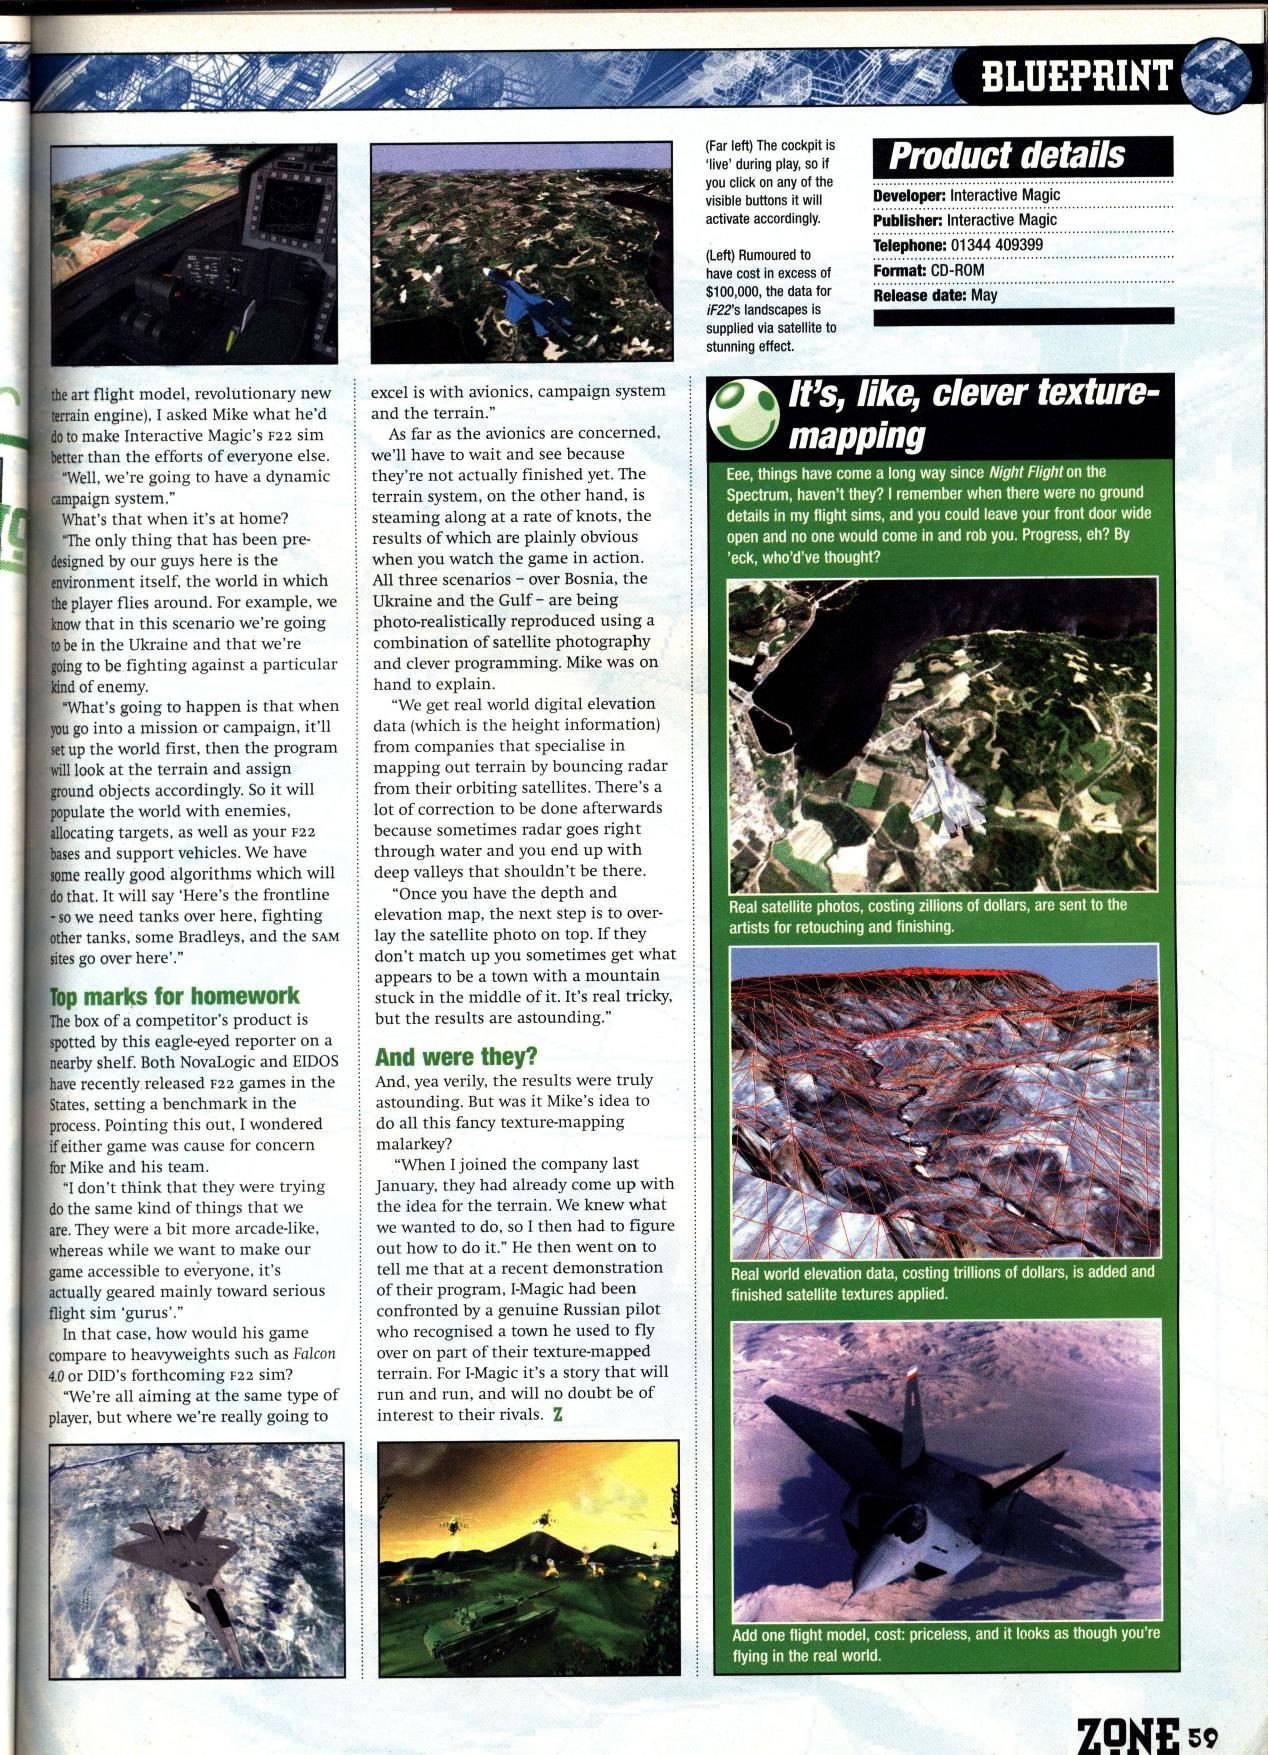 BLUEPRINT
(Far left) The cockpit is
'live' during play, so if
you click on any of the
visible buttons it will
activate accordingly.
(Left) Rumoured to
have cost in excess of
$100,000, the data for
iF22's landscapes is
supplied via satellite to
stunning effect.
Product details
Developer: Interactive Magic
Publisher: Interactive Magic
Telephone: 01344 409399
Format: CD-ROM
Release date: May
the art flight model, revolutionary new
terrain engine), I asked Mike what he'd
do to make Interactive Magic's F22 sim
better than the efforts of everyone else.
"Well, we're going to have a dynamic
campaign system."
What's that when it's at home?
"The only thing that has been pre-
designed by our guys here is the
environment itself, the world in which
the player flies around. For example, we
know that in this scenario we're going
to be in the Ukraine and that we're
going to be fighting against a particular
kind of enemy.
"What's going to happen is that when
you go into a mission or campaign, it'll
set up the world first, then the program
will look at the terrain and assign
ground objects accordingly. So it will
populate the world with enemies,
allocating targets, as well as your F22
bases and support vehicles. We have
some really good algorithms which will
do that. It will say 'Here's the frontline
- so we need tanks over here, fighting
other tanks, some Bradleys, and the SAM
sites go over here'."
Top marks for homework
The box of a competitor's product is
spotted by this eagle-eyed reporter on a
nearby shelf. Both NovaLogic and EIDOS
have recently released F22 games in the
States, setting a benchmark in the
process. Pointing this out, I wondered
if either game was cause for concern
for Mike and his team.
"I don't think that they were trying
do the same kind of things that we
are. They were a bit more arcade-like,
whereas while we want to make our
game accessible to everyone, it's
actually geared mainly toward serious
flight sim 'gurus'."
In that case, how would his game
compare to heavyweights such as Falcon
4.0 or DID's forthcoming F22 sim?
"We're all aiming at the same type of
player, but where we're really going to
excel is with avionics, campaign system
and the terrain."
As far as the avionics are concerned,
we'll have to wait and see because
they're not actually finished yet. The
terrain system, on the other hand, is
steaming along at a rate of knots, the
results of which are plainly obvious
when you watch the game in action.
All three scenarios – over Bosnia, the
Ukraine and the Gulf – are being
photo-realistically reproduced using a
combination of satellite photography
and clever programming. Mike was on
hand to explain.
"We get real world digital elevation
data (which is the height information)
from companies that specialise in
mapping out terrain by bouncing radar
from their orbiting satellites. There's a
lot of correction to be done afterwards
because sometimes radar goes right
through water and you end up with
deep valleys that shouldn't be there.
"Once you have the depth and
elevation map, the next step is to over-
lay the satellite photo on top. If they
don't match up you sometimes get what
appears to be a town with a mountain
stuck in the middle of it. It's real tricky,
but the results are astounding."
And were they?
And, yea verily, the results were truly
astounding. But was it Mike's idea to
do all this fancy texture-mapping
malarkey?
"When I joined the company last
January, they had already come up with
the idea for the terrain. We knew what
we wanted to do, so I then had to figure
out how to do it." He then went on to
tell me that at a recent demonstration
of their program, I-Magic had been
confronted by a genuine Russian pilot
who recognised a town he used to fly
over on part of their texture-mapped
terrain. For I-Magic it's a story that will
run and run, and will no doubt be of
interest to their rivals. Z
It's, like, clever texture-
mapping
Eee, things have come a long way since Night Flight on the
Spectrum, haven't they? I remember when there were no ground
details in my flight sims, and you could leave your front door wide
open and no one would come in and rob you. Progress, eh? By
'eck, who'd've thought?
Real satellite photos, costing zillions of dollars, are sent to the
artists for retouching and finishing.
Real world elevation data, costing trillions of dollars, is added and
finished satellite textures applied.
Add one flight model, cost: priceless, and it looks as though you're
flying in the real world.
ZONE 59